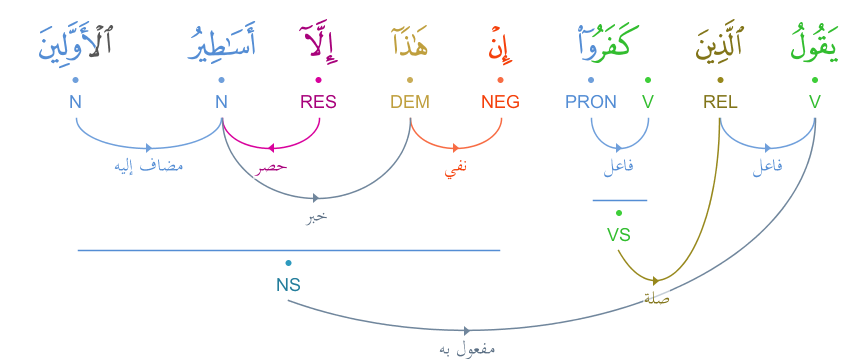 يَقُولُ ٱلَّذِينَ كَفَرُوٓا۟ إِنْ هَٰذَآ إِلَّآ أَسَٰطِيرُ ٱلْأَوَّلِينَ
V REL V PRON NEG DEM RES N N
فاعل فاعل نفي حصر مضاف إليه
خبر
VS
NS
صلة
مفعول به